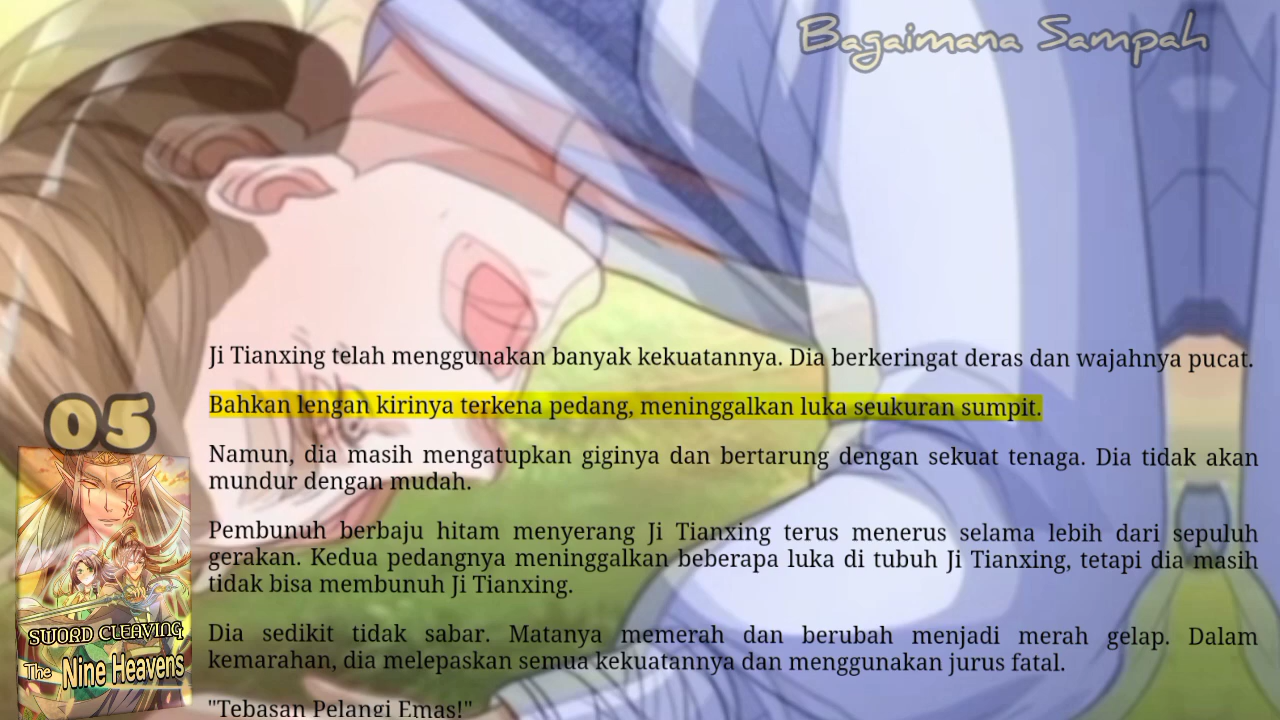 Bagaimana Sampah
Ji Tianxing telah menggunakan banyak kekuatannya. Dia berkeringat deras dan wajahnya pucat.
Bahkan lengan kirinya terkena pedang, meninggalkan luka seukuran sumpit.
05
Namun, dia masih mengatupkan giginya dan bertarung dengan sekuat tenaga. Dia tidak akan
mundur dengan mudah.
Pembunuh berbaju hitam menyerang Ji Tianxing terus menerus selama lebih dari sepuluh
gerakan. Kedua pedangnya meninggalkan beberapa luka di tubuh Ji Tianxing, tetapi dia masih
tidak bisa membunuh Ji Tianxing.
Dia sedikit tidak sabar. Matanya memerah dan berubah menjadi merah gelap. Dalam
kemarahan, dia melepaskan semua kekuatannya dan menggunakan jurus fatal.
"Tebasan Pelangi Emas!"
SWORD CLEAVING
The Nine Heavens